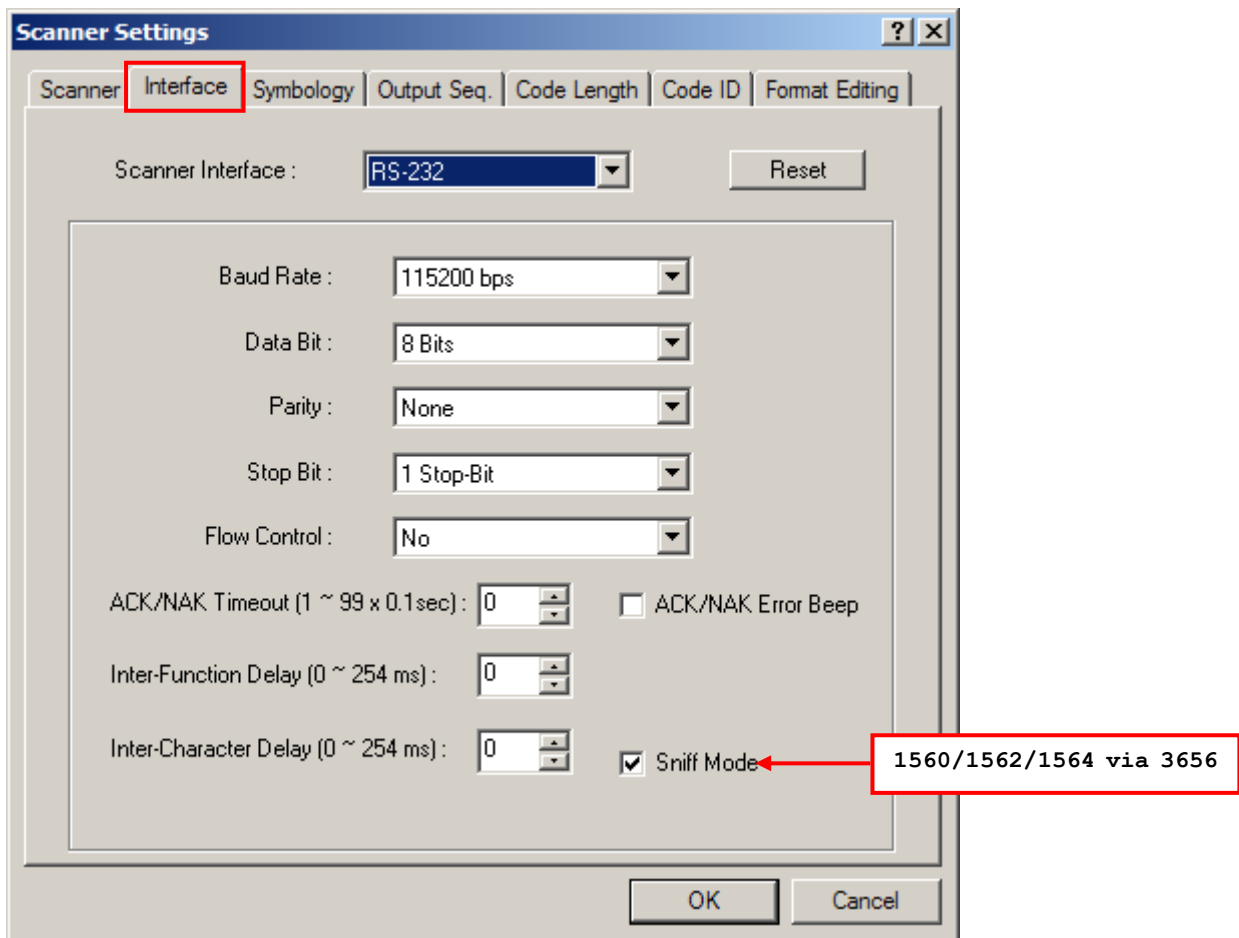 Scanner Settings
Scanner Interface Symbology Output Seq. Code Length Code ID Format Editing
Scanner Interface : RS-232 Reset
Baud Rate : 115200 bps
Data Bit : 8 Bits
Parity : None
Stop Bit : 1 Stop-Bit
Flow Control : No
ACK/NAK Timeout (1 ~ 99 x 0.1sec) : 0 ACK/NAK Error Beep
Inter-Function Delay (0 ~ 254 ms) : 0
Inter-Character Delay (0 ~ 254 ms) : 0 Sniff Mode 1560/1562/1564 via 3656
OK Cancel